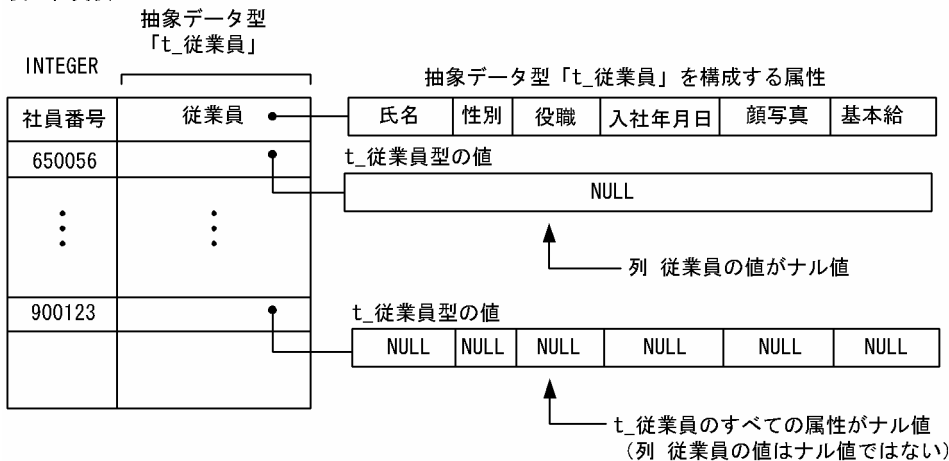 抽象データ型
「t_従業員」
INTEGER
抽象データ型「t_従業員」を構成する属性
社員番号 従業員 氏名 性別 役職 入社年月日 顔写真 基本給
650056
t_従業員型の値
NULL
列 従業員の値がナル値
900123
t_従業員型の値
NULL NULL NULL NULL NULL NULL
t_従業員のすべての属性がナル値
(列 従業員の値はナル値ではない)